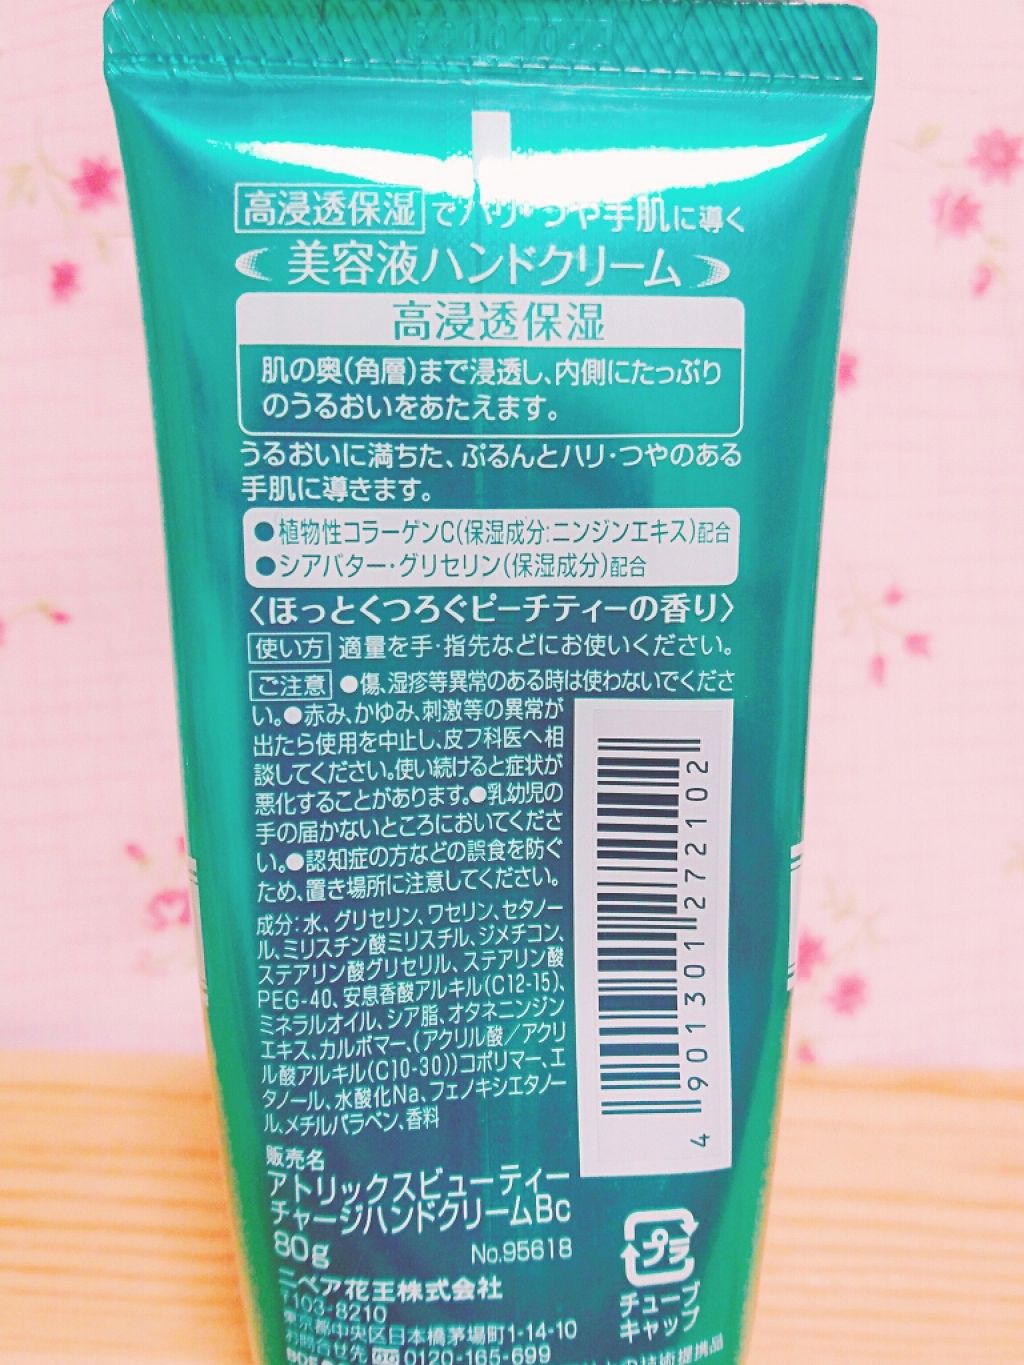 高浸透保湿 でハリ・つや手肌に導く
美容液ハンドクリーム
高浸透保湿
肌の奥(角層)まで浸透し、内側にたっぷり
のうるおいをあたえます。
うるおいに満ちた、ぷるんとハリ・つやのある
手肌に導きます。
●植物性コラーゲンC(保湿成分:ニンジンエキス)配合
●シアバター・グリセリン(保湿成分)配合
〈ほっとくつろぐピーチティーの香り〉
使い方 適量を手・指先などにお使いください。
ご注意 ●傷、湿疹等異常のある時は使わないでくださ
い。●赤み、かゆみ、刺激等の異常が
出たら使用を中止し、皮フ科医へ相
談してください。使い続けると症状が
悪化することがあります。●乳幼児の
手の届かないところにおいてくださ
い。●認知症の方などの誤食を防ぐ
ため、置き場所に注意してください。
成分:水、グリセリン、ワセリン、セタノー
ル、ミリスチン酸ミリスチル、ジメチコン、
ステアリン酸グリセリル、ステアリン酸
PEG-40、安息香酸アルキル(C12-15)、
ミネラルオイル、シア脂、オタネニンジン
エキス、カルボマー、(アクリル酸/アクリ
ル酸アルキル(C10-30))コポリマー、エ
タノール、水酸化Na、フェノキシエタノー
ル、メチルパラベン、香料
4 901301 272102
販売名
アトリックスビューティー
チャージハンドクリームBc
80g No.95618
ニベア花王株式会社
〒103-8210
東京都中央区日本橋茅場町1-14-10
お問合せ先 0120-165-699
プラ
チューブ
キャップ
の技術提携品